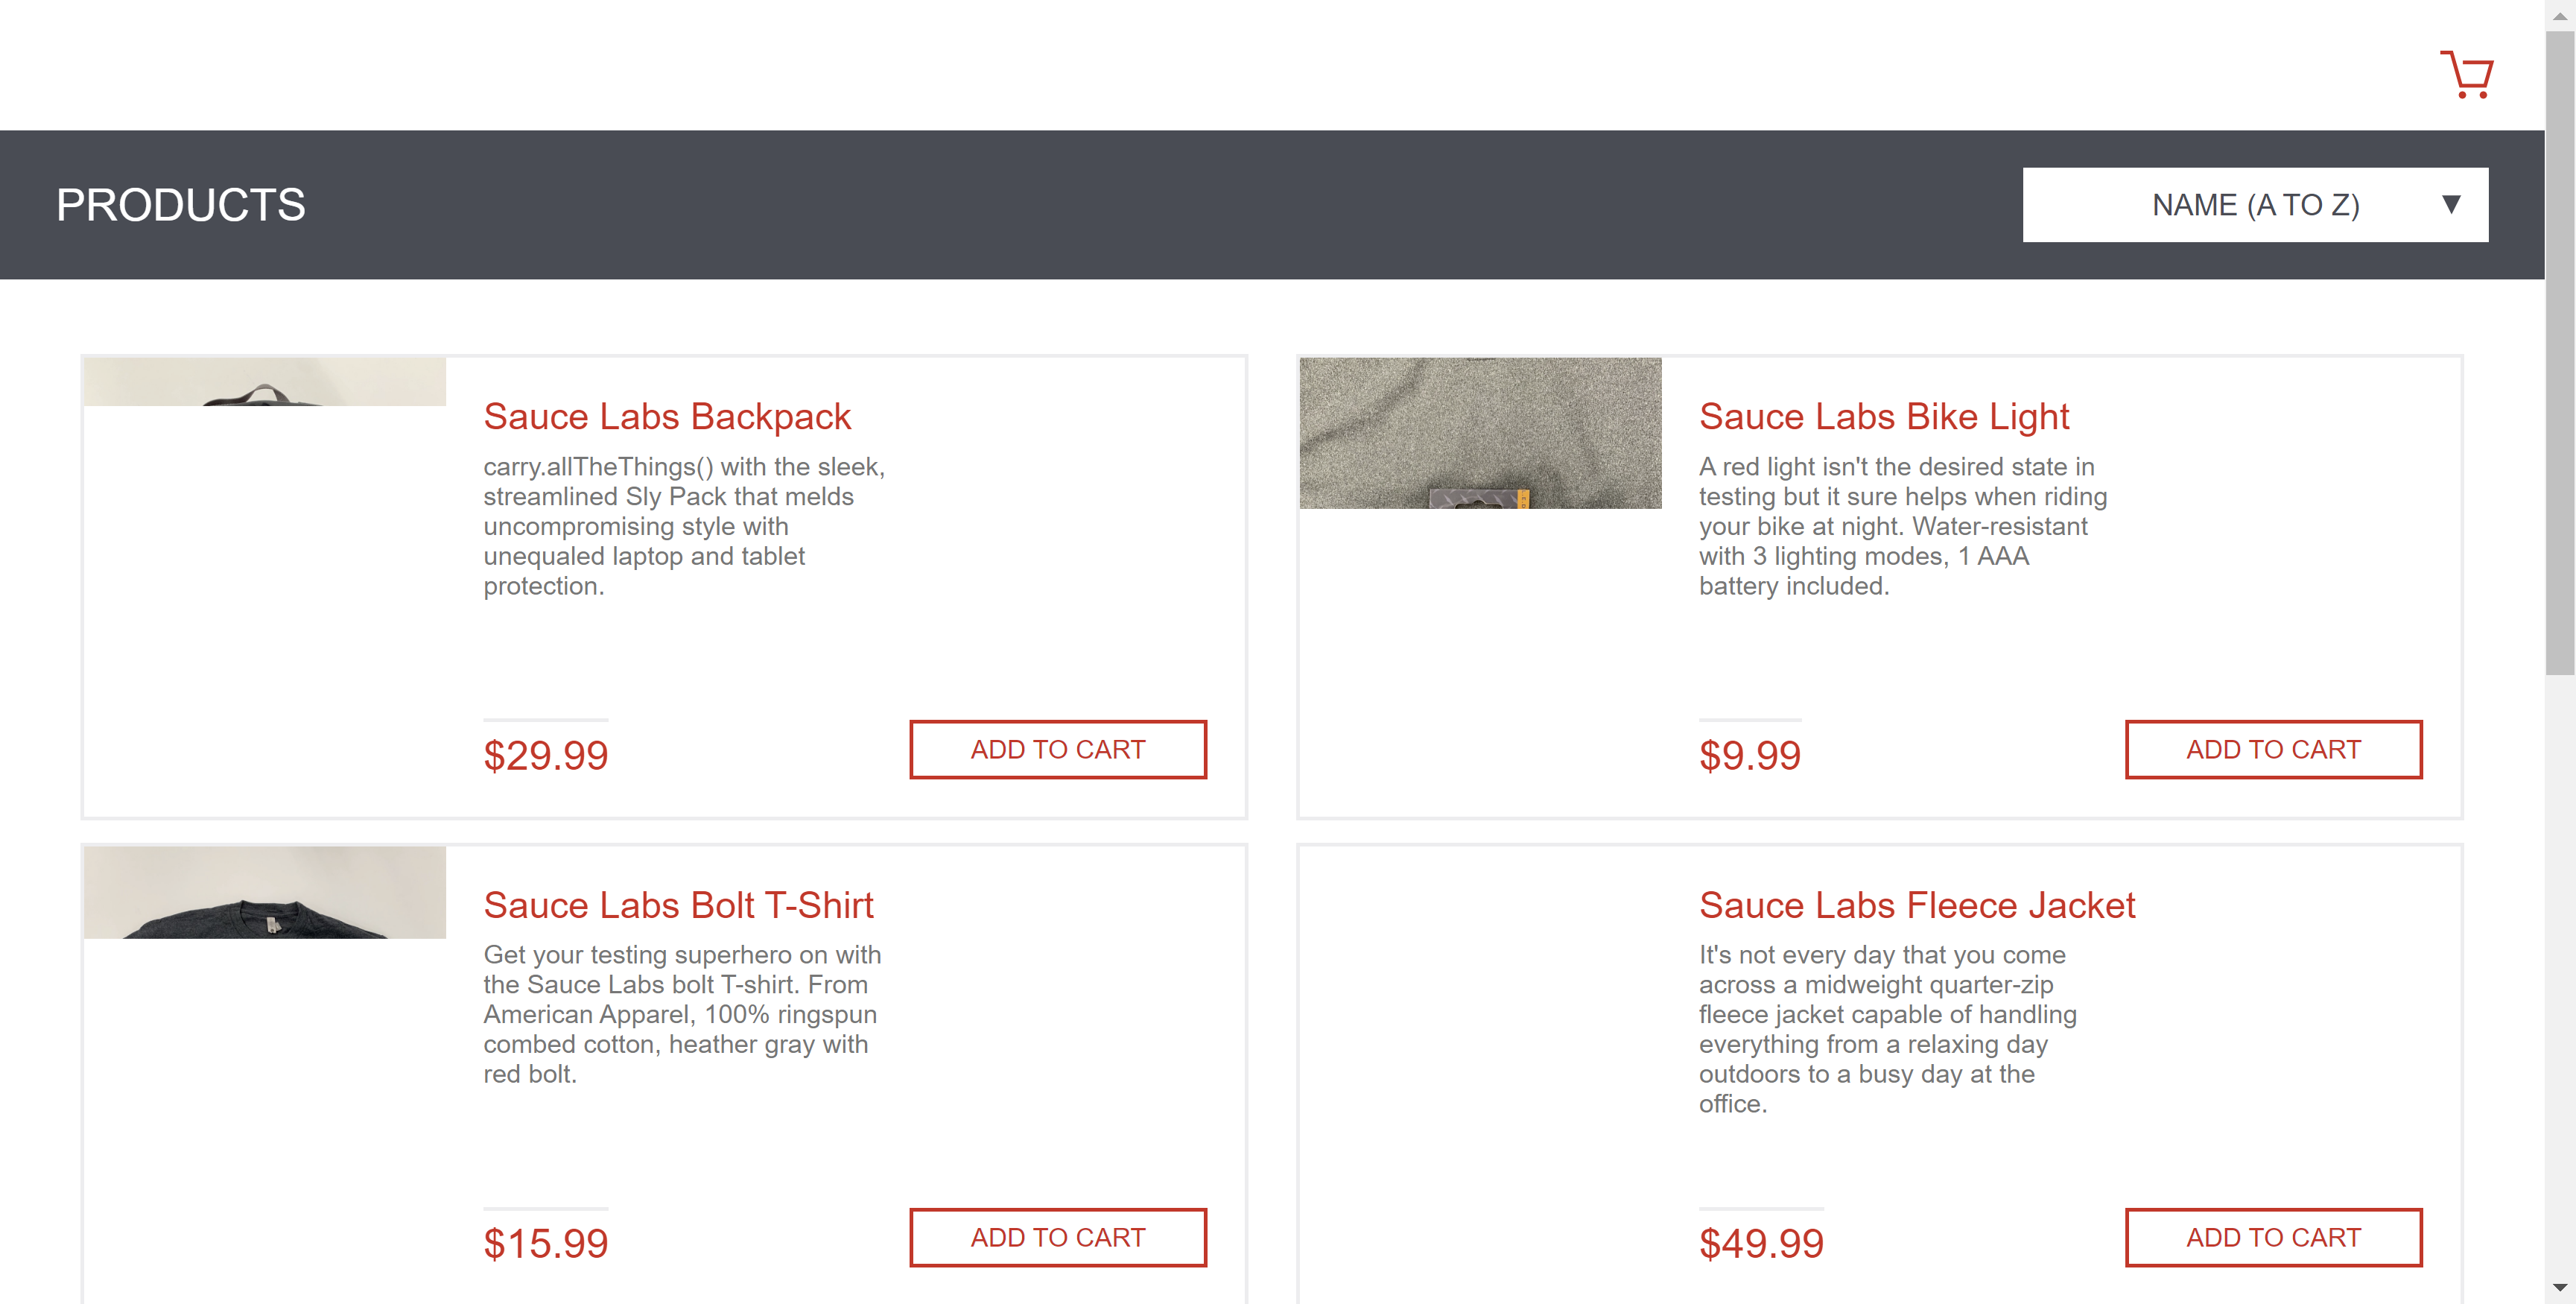 PRODUCTS
NAME (A TO Z)
Sauce Labs Backpack
carry.allTheThings() with the sleek,
streamlined Sly Pack that melds
uncompromising style with
unequaled laptop and tablet
protection.
$29.99
ADD TO CART
Sauce Labs Bike Light
A red light isn't the desired state in
testing but it sure helps when riding
your bike at night. Water-resistant
with 3 lighting modes, 1 AAA
battery included.
$9.99
ADD TO CART
Sauce Labs Bolt T-Shirt
Get your testing superhero on with
the Sauce Labs bolt T-shirt. From
American Apparel, 100% ringspun
combed cotton, heather gray with
red bolt.
$15.99
ADD TO CART
Sauce Labs Fleece Jacket
It's not every day that you come
across a midweight quarter-zip
fleece jacket capable of handling
everything from a relaxing day
outdoors to a busy day at the
office.
$49.99
ADD TO CART